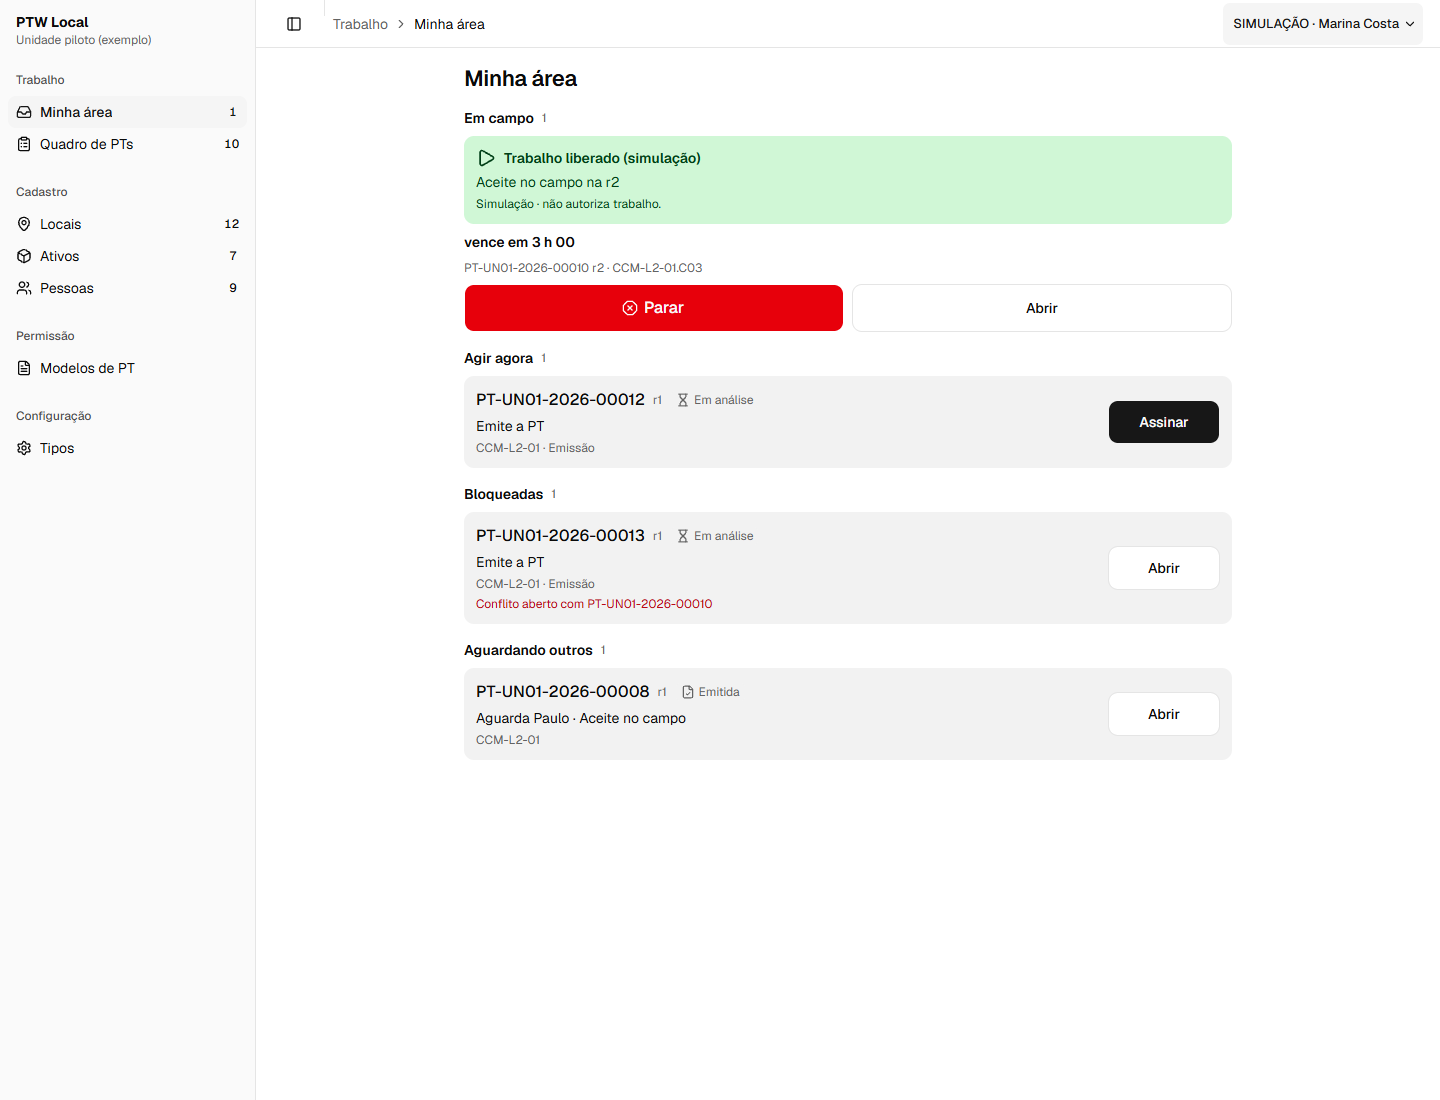 PTW Local
Unidade piloto (exemplo)
Trabalho
Minha área 1
Quadro de PTs 10
Cadastro
Locais 12
Ativos 7
Pessoas 9
Permissão
Modelos de PT
Configuração
Tipos
Trabalho > Minha área
SIMULAÇÃO · Marina Costa
Minha área
Em campo 1
Trabalho liberado (simulação)
Aceite no campo na r2
Simulação · não autoriza trabalho.
vence em 3 h 00
PT-UN01-2026-00010 r2 · CCM-L2-01.C03
Parar
Abrir
Agir agora 1
PT-UN01-2026-00012 r1 Em análise
Emite a PT
CCM-L2-01 · Emissão
Assinar
Bloqueadas 1
PT-UN01-2026-00013 r1 Em análise
Emite a PT
CCM-L2-01 · Emissão
Conflito aberto com PT-UN01-2026-00010
Abrir
Aguardando outros 1
PT-UN01-2026-00008 r1 Emitida
Aguarda Paulo · Aceite no campo
CCM-L2-01
Abrir